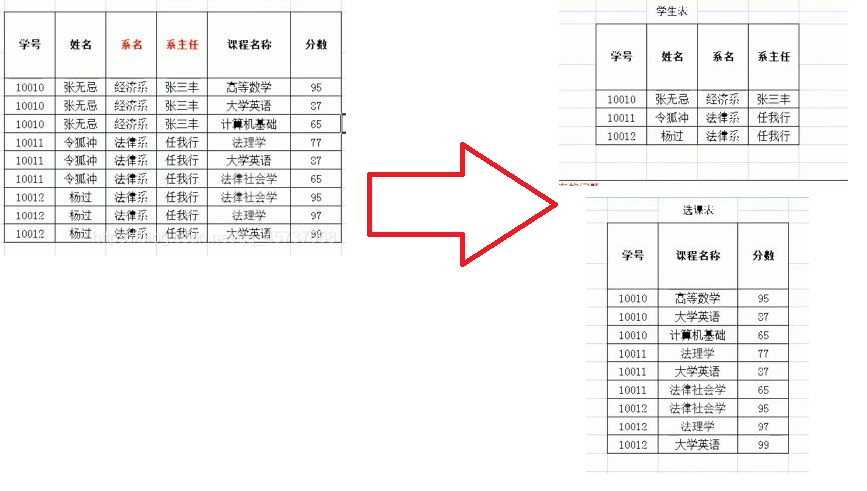 学号 姓名 系名 系主任 课程名称 分数
10010 张无忌 经济系 张三丰 高等数学 95
10010 张无忌 经济系 张三丰 大学英语 87
10010 张无忌 经济系 张三丰 计算机基础 65
10011 令狐冲 法律系 任我行 法理学 77
10011 令狐冲 法律系 任我行 大学英语 87
10011 令狐冲 法律系 任我行 法律社会学 65
10012 杨过 法律系 任我行 法律社会学 95
10012 杨过 法律系 任我行 法理学 97
10012 杨过 法律系 任我行 大学英语 99
学生表
学号 姓名 系名 系主任
10010 张无忌 经济系 张三丰
10011 令狐冲 法律系 任我行
10012 杨过 法律系 任我行
选课表
学号 课程名称 分数
10010 高等数学 95
10010 大学英语 87
10010 计算机基础 65
10011 法理学 77
10011 大学英语 87
10011 法律社会学 65
10012 法律社会学 95
10012 法理学 97
10012 大学英语 99